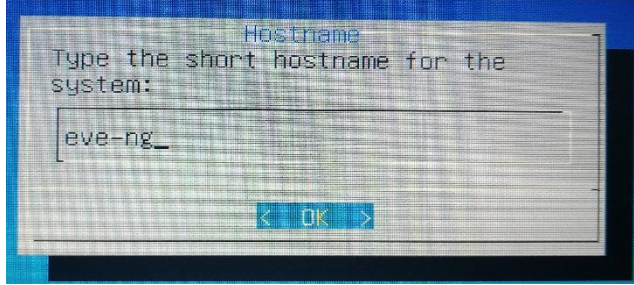 Hostname
Type the short hostname for the
system:
eve-ng_
< OK >